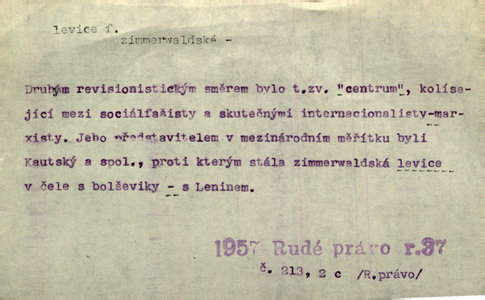 levice f.
zimmerwaldská -
Druhým revisionistickým směrem bylo t.zv. "centrum", kolísa-
jící mezi sociálfašisty a skutečnými internacionalisty-mar-
xisty. Jeho představitelem v mezinárodním měřítku byli
Kautský a spol., proti kterým stála zimmerwaldská levice
v čele s bolševiky - s Leninem.
1957 Rudé právo r.37
č. 213, 2 c /R.právo/